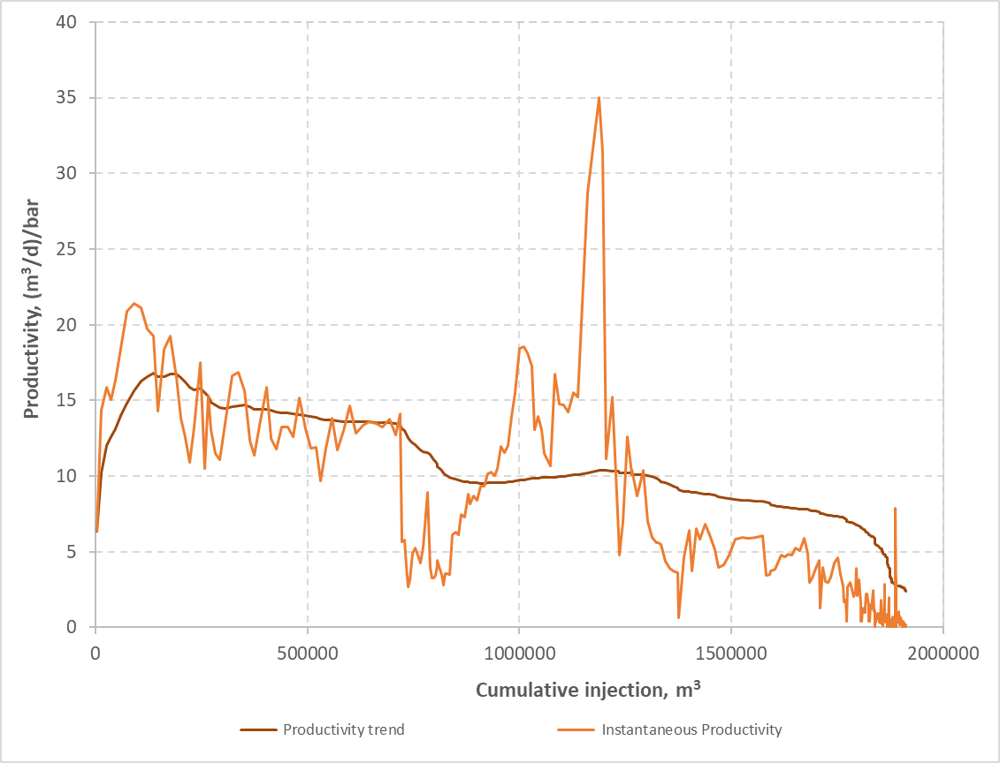 40
35
30
25
20
15
10
5
0
Productivity, (m³/d)/bar
0 500000 1000000 1500000 2000000
Cumulative injection, m³
Productivity trend Instantaneous Productivity